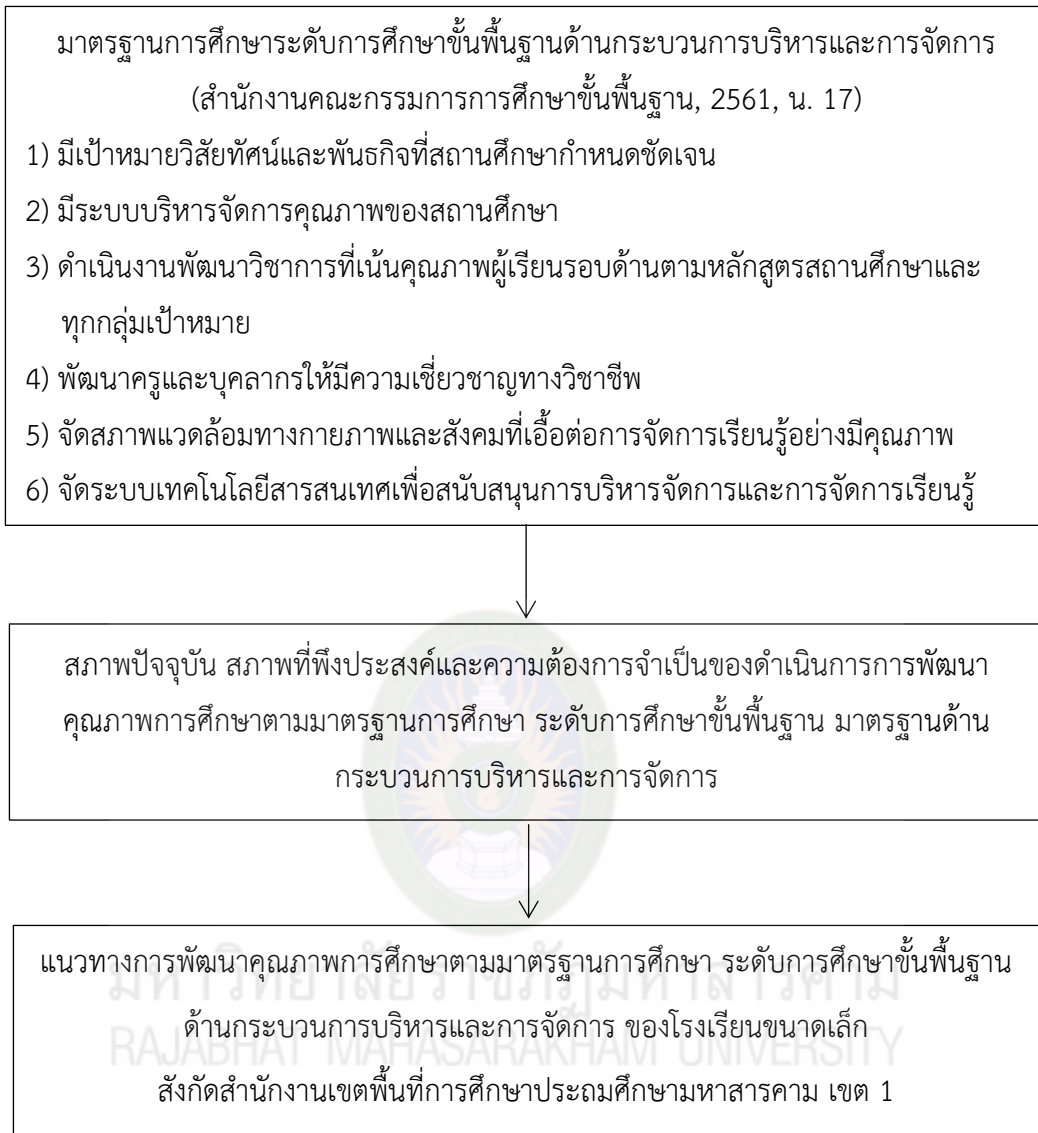 มาตรฐานการศึกษาระดับการศึกษาขั้นพื้นฐานด้านกระบวนการบริหารและการจัดการ
(สำนักงานคณะกรรมการการศึกษาขั้นพื้นฐาน, 2561, น. 17)
1) มีเป้าหมายวิสัยทัศน์และพันธกิจที่สถานศึกษากำหนดชัดเจน
2) มีระบบบริหารจัดการคุณภาพของสถานศึกษา
3) ดำเนินงานพัฒนาวิชาการที่เน้นคุณภาพผู้เรียนรอบด้านตามหลักสูตรสถานศึกษาและ
ทุกกลุ่มเป้าหมาย
4) พัฒนาครูและบุคลากรให้มีความเชี่ยวชาญทางวิชาชีพ
5) จัดสภาพแวดล้อมทางกายภาพและสังคมที่เอื้อต่อการจัดการเรียนรู้อย่างมีคุณภาพ
6) จัดระบบเทคโนโลยีสารสนเทศเพื่อสนับสนุนการบริหารจัดการและการจัดการเรียนรู้
สภาพปัจจุบัน สภาพที่พึงประสงค์และความต้องการจำเป็นของดำเนินการการพัฒนา
คุณภาพการศึกษาตามมาตรฐานการศึกษา ระดับการศึกษาขั้นพื้นฐาน มาตรฐานด้าน
กระบวนการบริหารและการจัดการ
แนวทางการพัฒนาคุณภาพการศึกษาตามมาตรฐานการศึกษา ระดับการศึกษาขั้นพื้นฐาน
มหาวิทยาลัยราชภัฏมหาสารคาม
ด้านกระบวนการบริหารและการจัดการ ของโรงเรียนขนาดเล็ก
RAJABHAT MAHASARAKHAM UNIVERSITY
สังกัดสำนักงานเขตพื้นที่การศึกษาประถมศึกษามหาสารคาม เขต 1